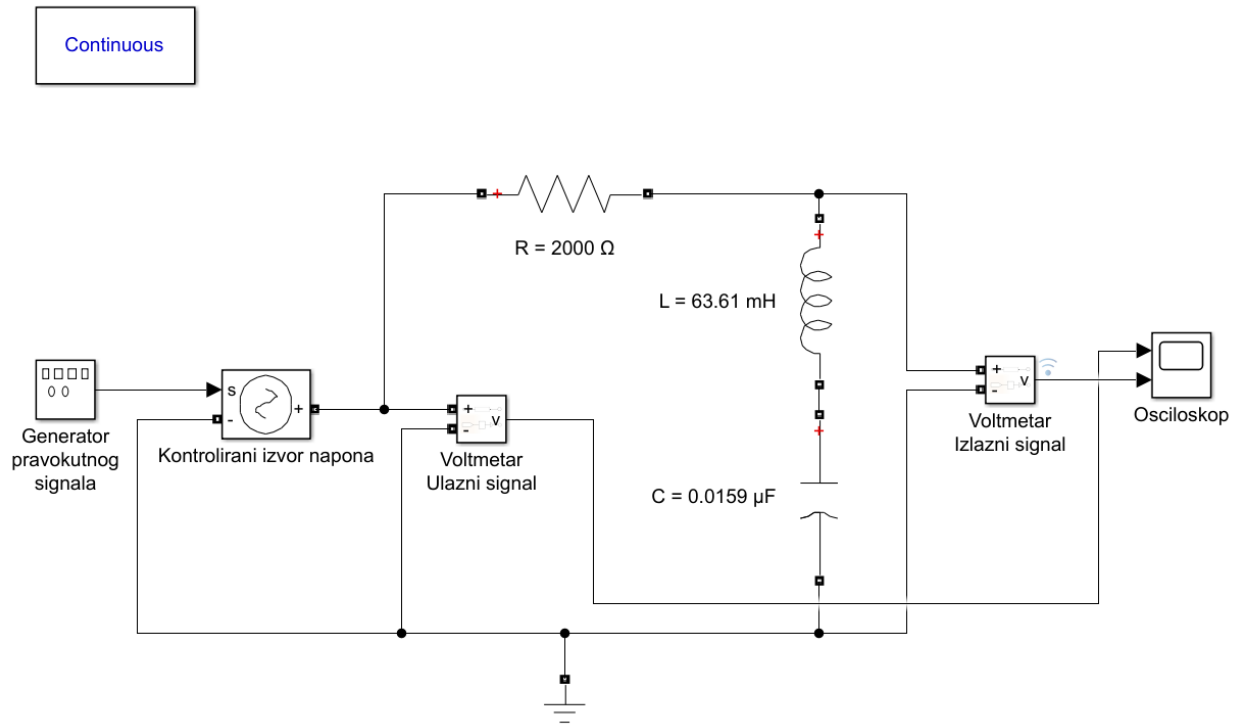 Continuous
R = 2000 Ω
L = 63.61 mH
C = 0.0159 µF
Generator
pravokutnog
signala
s
-
+
Kontrolirani izvor napona
+
-
v
Voltmetar
Ulazni signal
+
-
v
Voltmetar
Izlazni signal
Osciloskop